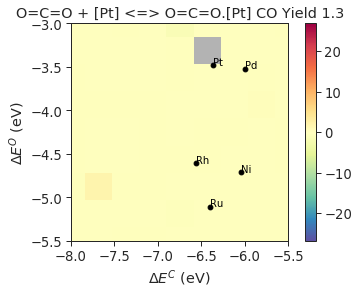 O=C=O + [Pt] <=> O=C=O.[Pt] CO Yield 1.3
−3.0
−3.5
−4.0
−4.5
−5.0
−5.5
ΔE^O (eV)
Pt
Pd
Rh
Ni
Ru
−8.0 −7.5 −7.0 −6.5 −6.0 −5.5
ΔE^C (eV)
20
10
0
−10
−20